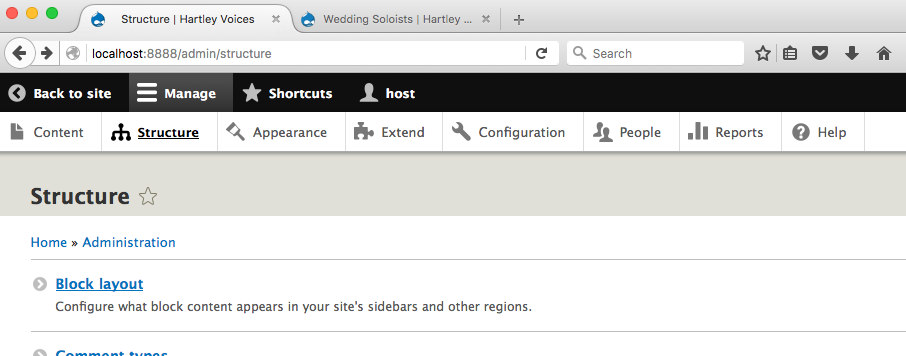 Structure | Hartley Voices
Wedding Soloists | Hartley ...
localhost:8888/admin/structure
Search
Back to site
Manage
Shortcuts
host
Content
Structure
Appearance
Extend
Configuration
People
Reports
Help
Structure
Home » Administration
Block layout
Configure what block content appears in your site's sidebars and other regions.
Comment types